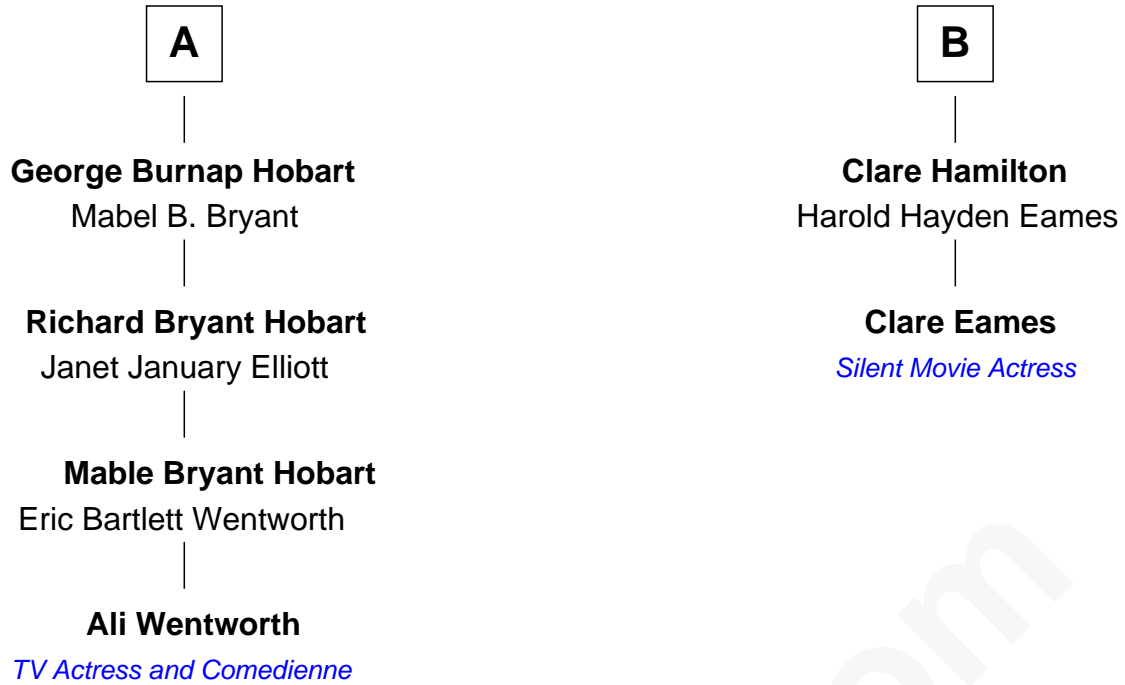 A
George Burnap Hobart
Mabel B. Bryant
Richard Bryant Hobart
Janet January Elliott
Mable Bryant Hobart
Eric Bartlett Wentworth
Ali Wentworth
TV Actress and Comedienne
B
Clare Hamilton
Harold Hayden Eames
Clare Eames
Silent Movie Actress
om